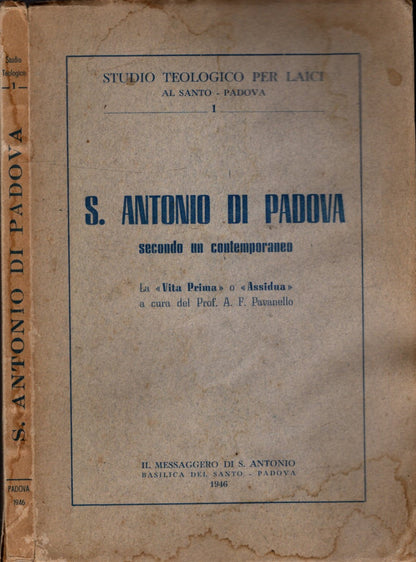 Studio
Teologico
1
S. ANTONIO DI PADOVA
PADOVA
1946
STUDIO TEOLOGICO PER LAICI
AL SANTO - PADOVA
1
S. ANTONIO DI PADOVA
secondo un contemporaneo
La «Vita Prima» o «Assidua»
a cura del Prof. A. F. Pavanello
IL MESSAGGERO DI S. ANTONIO
BASILICA DEL SANTO - PADOVA
1946